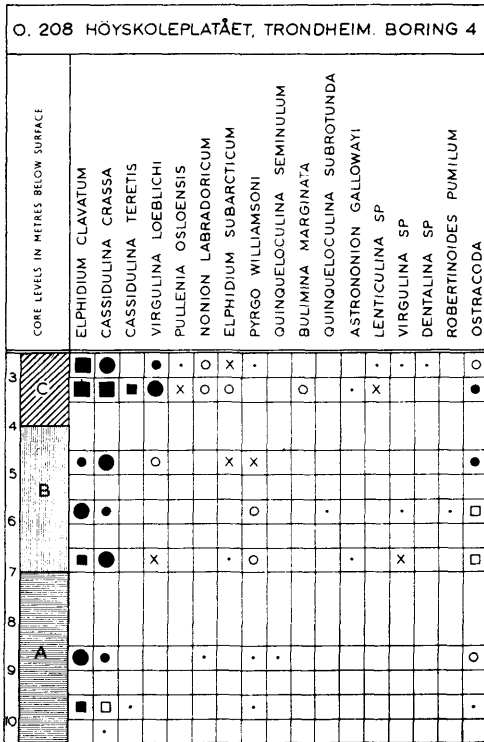 O. 208 HÖYSKOLEPLATÅET, TRONDHEIM. BORING 4
CORE LEVELS IN METRES BELOW SURFACE
ELPHIDIUM CLAVATUM
CASSIDULINA CRASSA
CASSIDULINA TERETIS
VIRGULINA LOEBLICHI
PULLENIA OSLOENSIS
NONION LABRADORICUM
ELPHIDIUM SUBARCTICUM
PYRGO WILLIAMSONI
QUINQUELOCULINA SEMINULUM
BULIMINA MARGINATA
QUINQUELOCULINA SUBROTUNDA
ASTRONONION GALLOWAYI
LENTICULINA SP
VIRGULINA SP
DENTALINA SP
ROBERTINOIDES PUMILUM
OSTRACODA
3
C
4
5
B
6
7
8
A
9
10